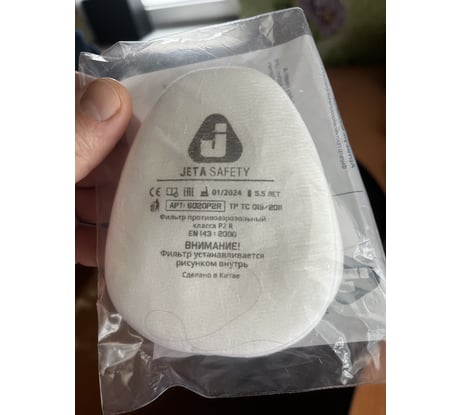 J
JETA SAFETY
CE EAC 01/2024 5.5 ЛЕТ
АРТ: 6020P2R ТР ТС 019/2011
Фильтр противоаэрозольный
класса P2 R
EN 143 : 2000
ВНИМАНИЕ!
Фильтр устанавливается
рисунком внутрь
Сделано в Китае